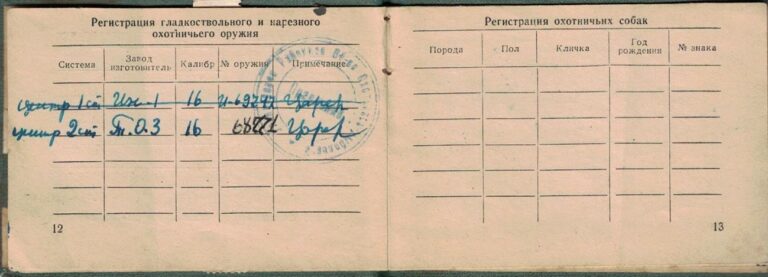 Регистрация гладкоствольного и нарезного
охотничьего оружия
Система Завод изготовитель Калибр № оружия Примечание
центр 1ст Иж-1 16
центр 2ст Т.О.З 16 68277
12
Регистрация охотничьих собак
Порода Пол Кличка Год рождения № знака
13